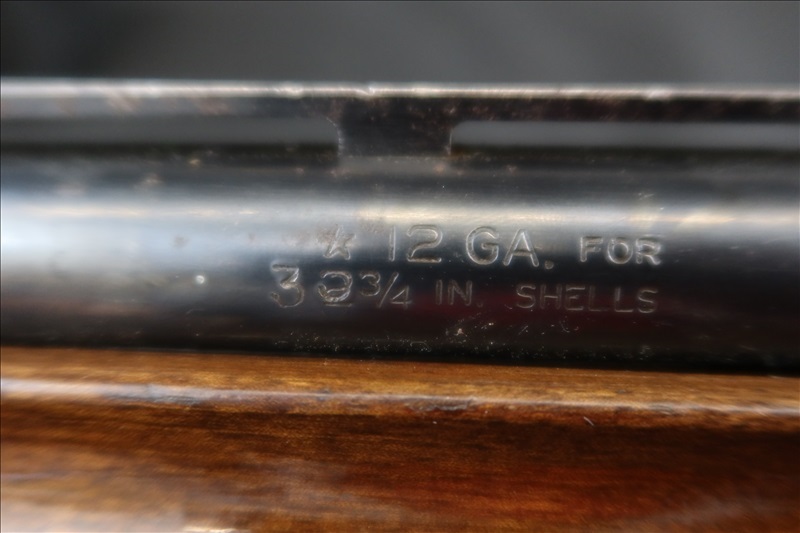 12 GA. FOR
3 2 3/4 IN. SHELLS